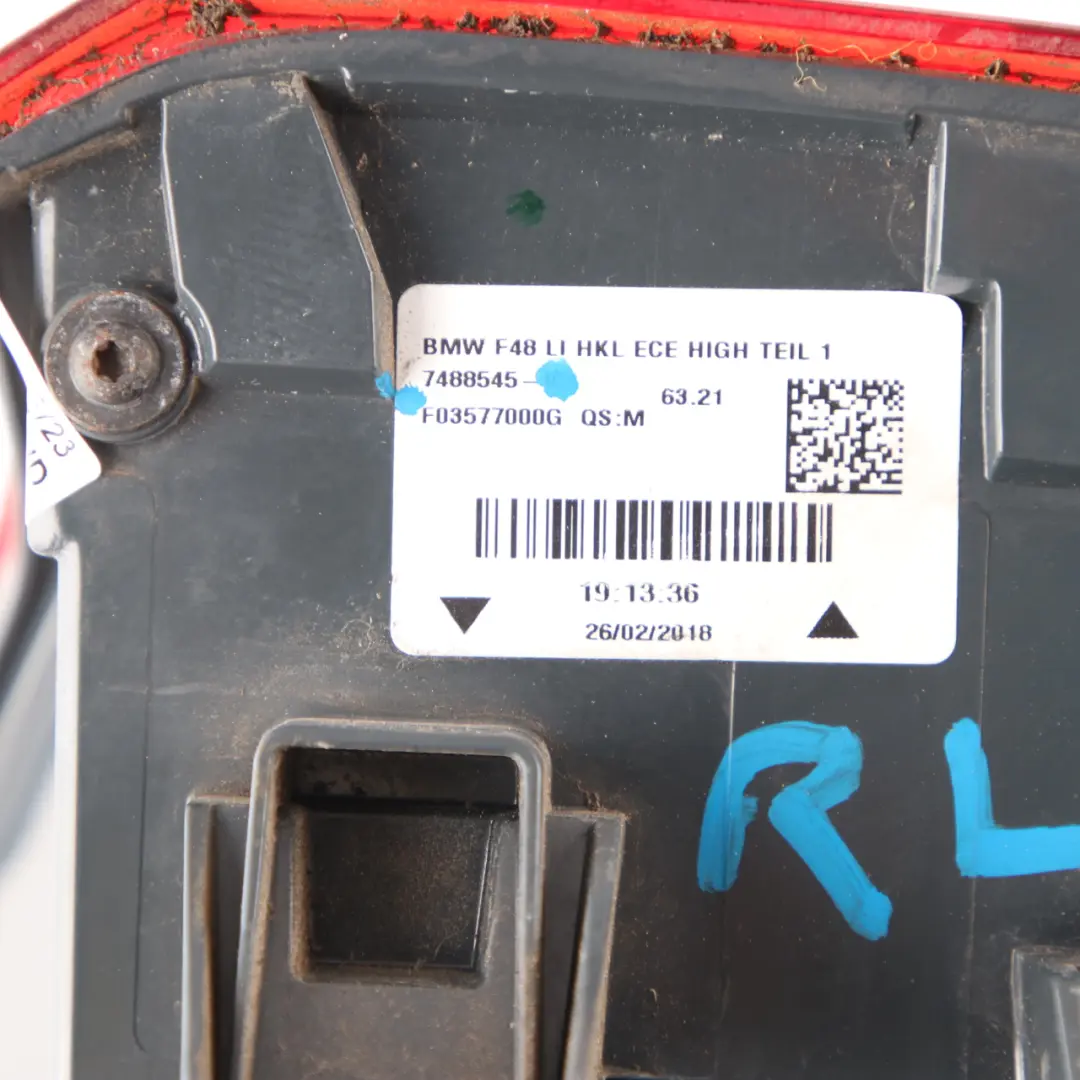 BMW F48 LI HKL ECE HIGH TEIL 1
7488545-
63.21
F03577000G QS:M
19:13:36
26/02/2018
RL